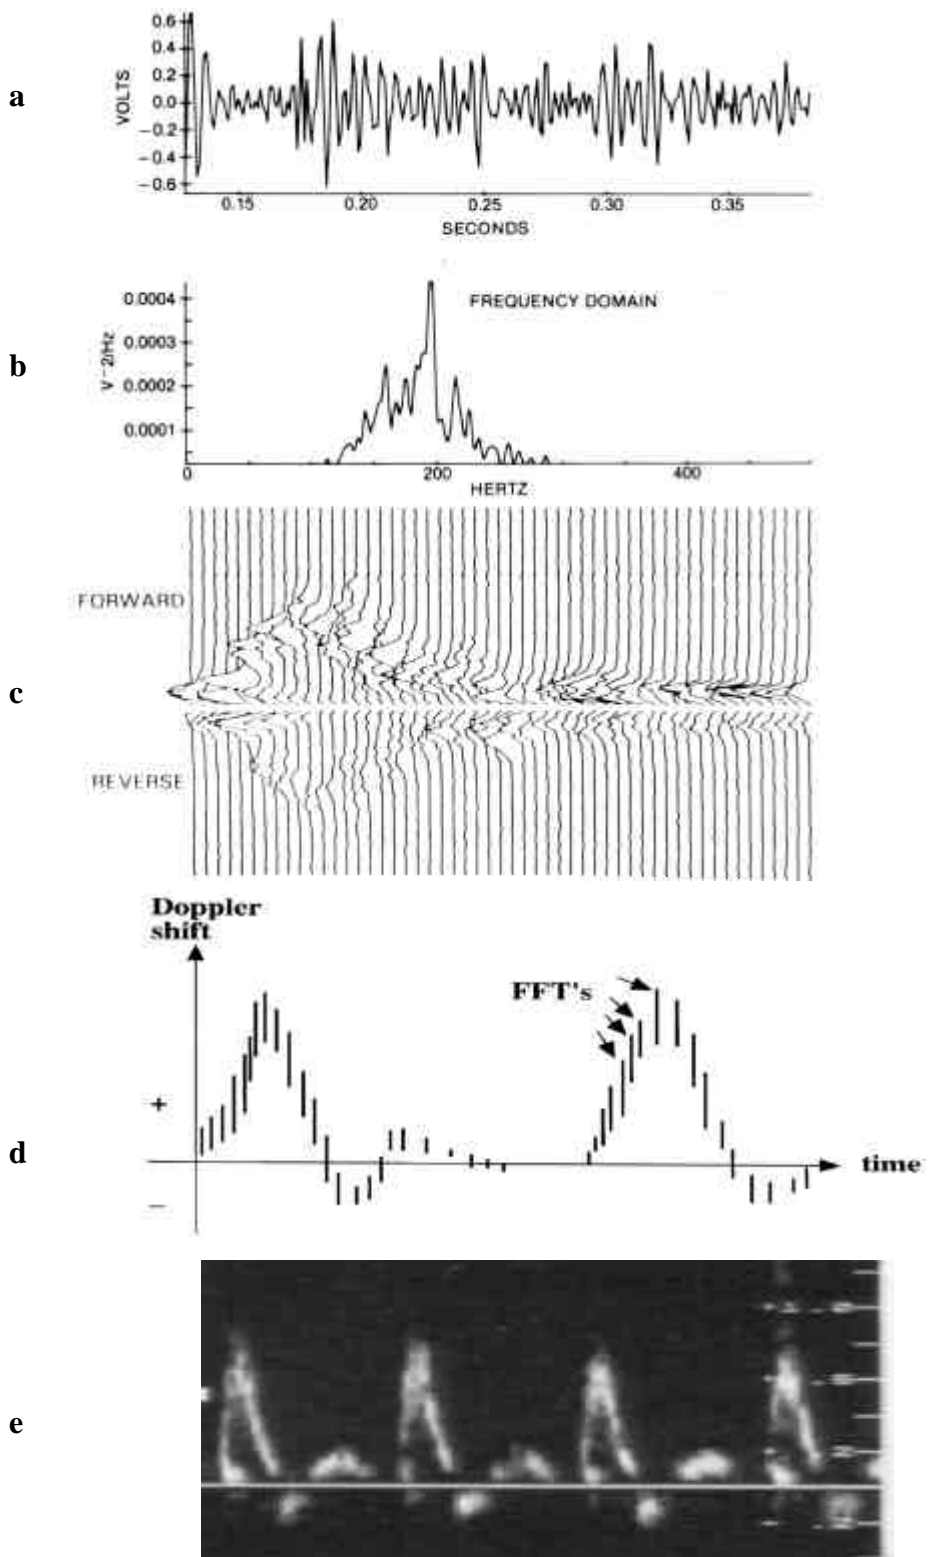 a
VOLTS
0.6
0.4
0.2
0.0
-0.2
-0.4
-0.6
0.15 0.20 0.25 0.30 0.35
SECONDS
b
V-2/Hz
0.0004
0.0003
0.0002
0.0001
FREQUENCY DOMAIN
0 200 400
HERTZ
c
FORWARD
REVERSE
d
Doppler
shift
FFT's
+
–
time
e